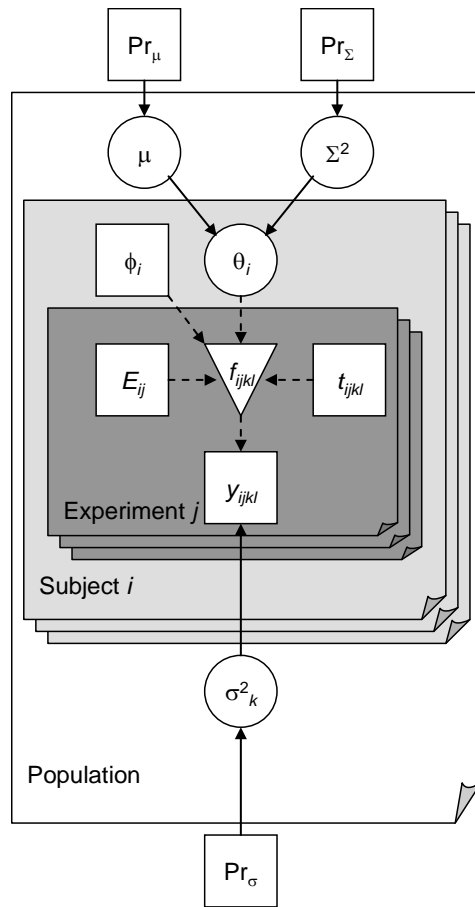 Pr_μ Pr_Σ
μ Σ²
ϕ_i θ_i
E_ij f_ijkl t_ijkl
y_ijkl
Experiment j
Subject i
σ²_k
Population
Pr_σ